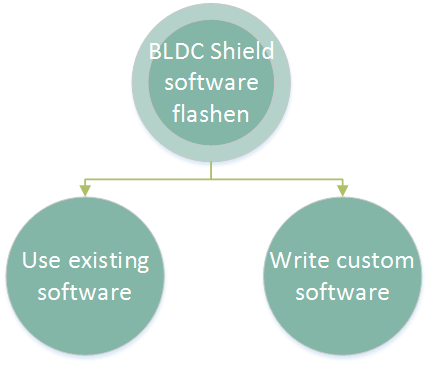 BLDC Shield
software
flashen
Use existing
software
Write custom
software